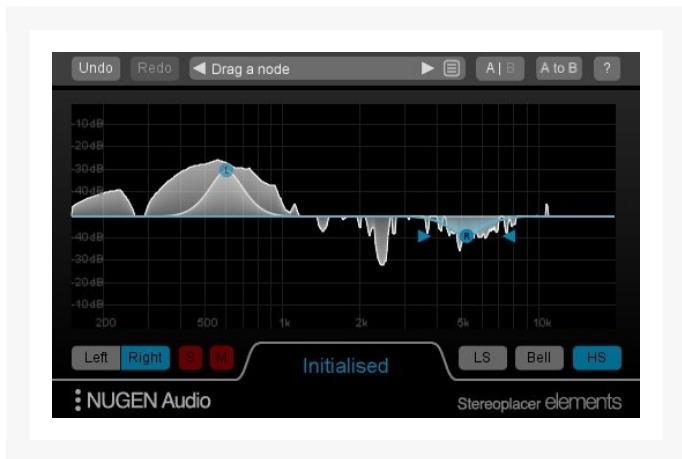 Undo Redo Drag a node A|B A to B ?
-10dB
-20dB
-30dB
-40dB
L
-40dB
R
-30dB
-20dB
-10dB
200 500 1k 2k 5k 10k
Left Right S M Initialised LS Bell HS
NUGEN Audio Stereoplacer elements